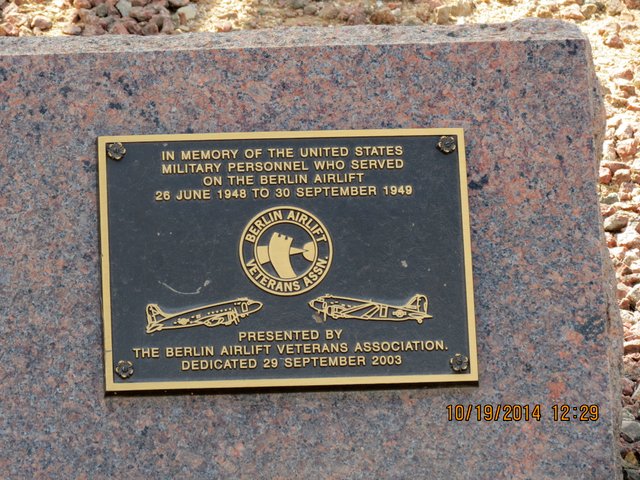 IN MEMORY OF THE UNITED STATES
MILITARY PERSONNEL WHO SERVED
ON THE BERLIN AIRLIFT
26 JUNE 1948 TO 30 SEPTEMBER 1949
BERLIN AIRLIFT
VETERANS ASSN.
PRESENTED BY
THE BERLIN AIRLIFT VETERANS ASSOCIATION.
DEDICATED 29 SEPTEMBER 2003
10/19/2014 12:29